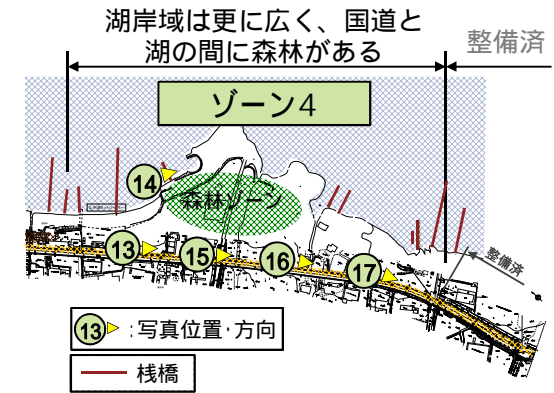 湖岸域は更に広く、国道と
湖の間に森林がある
整備済
ゾーン4
14
森林ゾーン
13
15
16
17
整備済
13 :写真位置・方向
桟橋